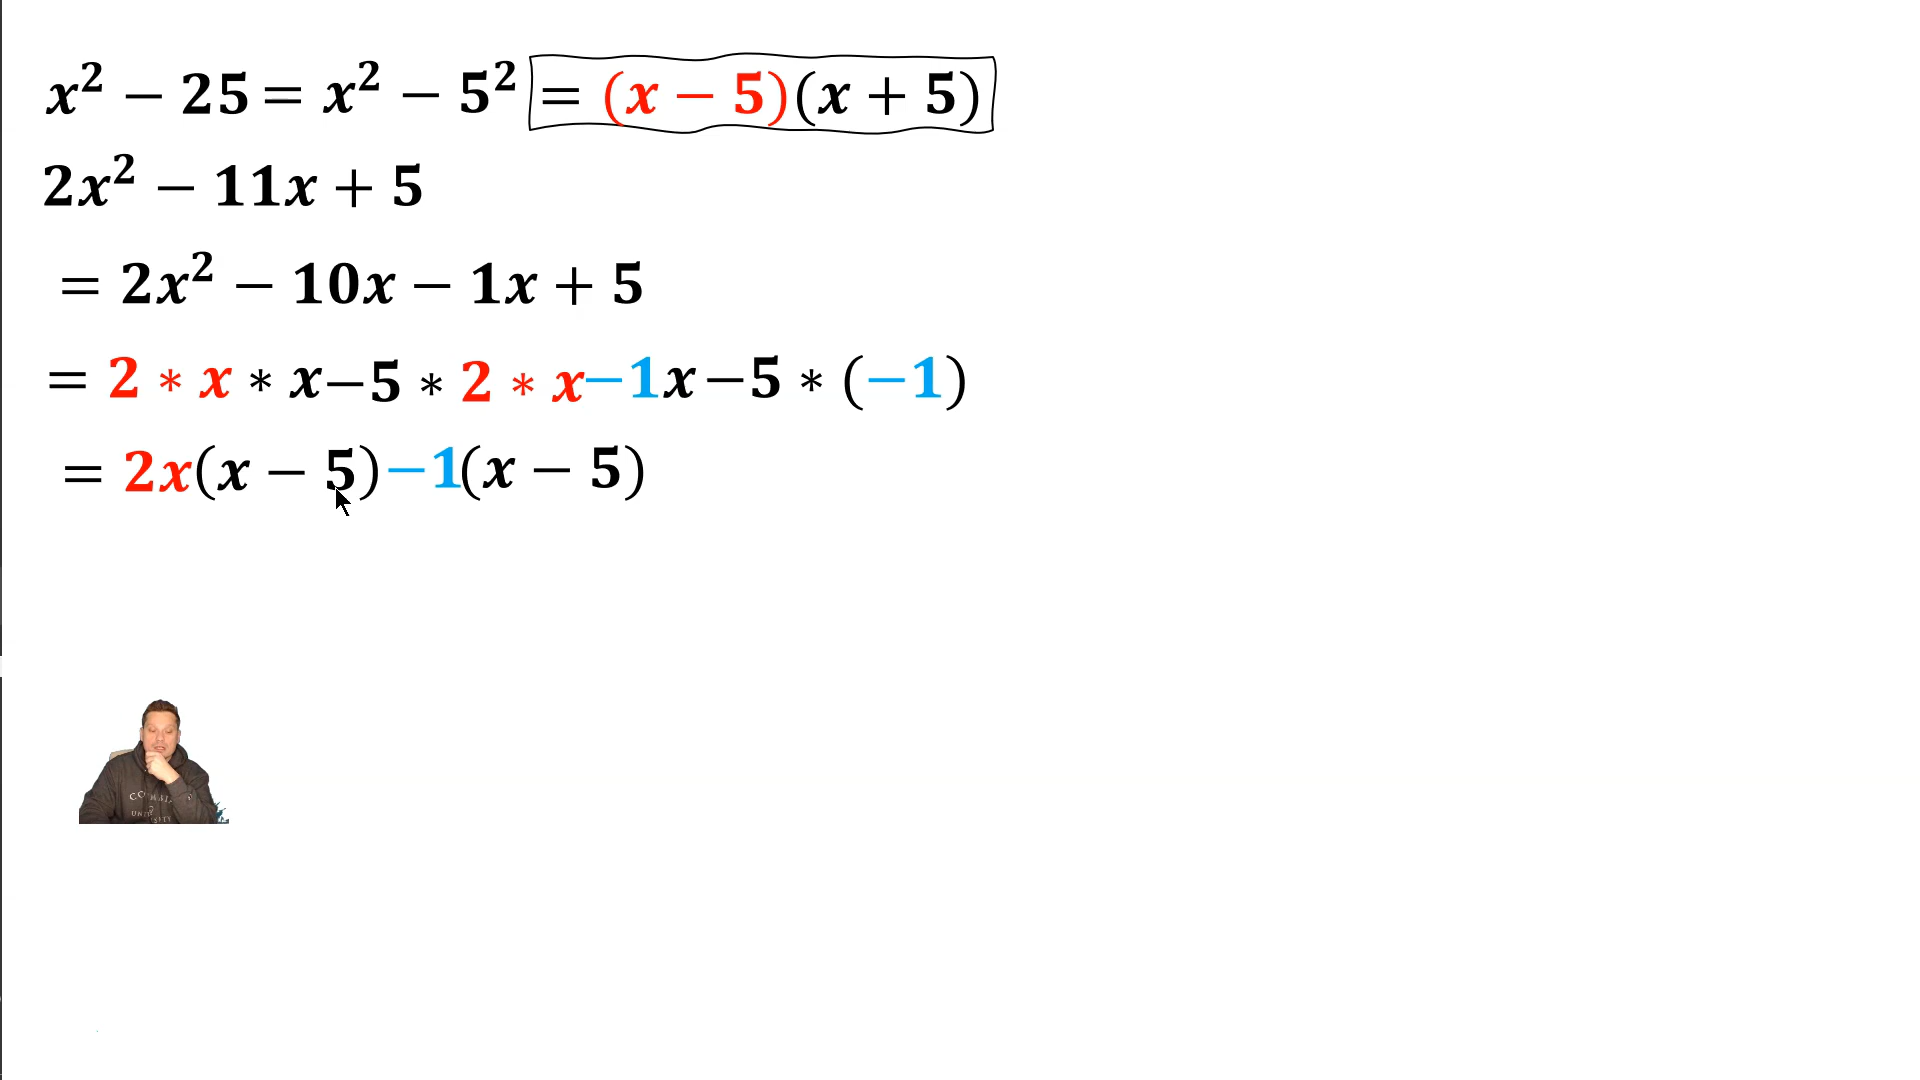 x² − 25 = x² − 5² = (x − 5)(x + 5)
2x² − 11x + 5
= 2x² − 10x − 1x + 5
= 2 * x * x − 5 * 2 * x − 1x − 5 * (−1)
= 2x(x − 5) − 1(x − 5)